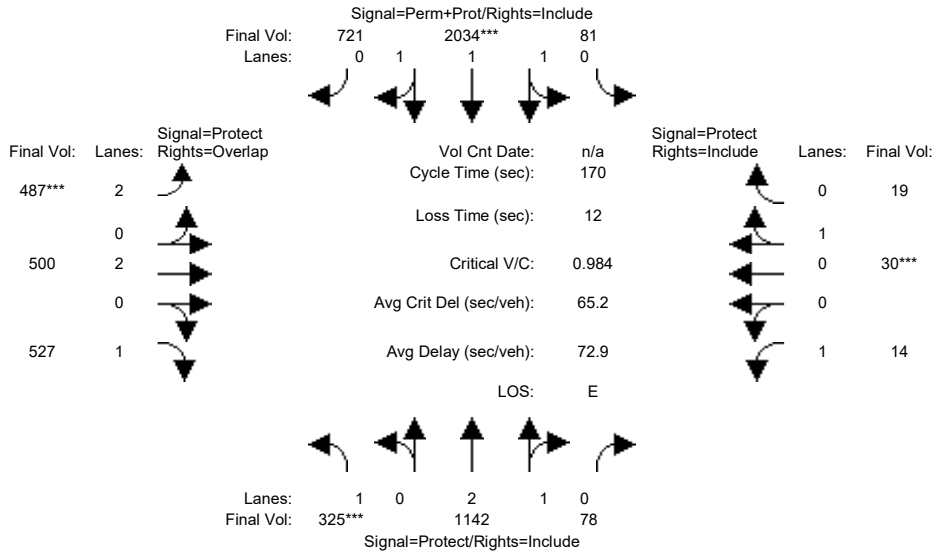 Signal=Perm+Prot/Rights=Include
Final Vol: 721 2034*** 81
Lanes: 0 1 1 1 0
Signal=Protect Signal=Protect
Final Vol: Lanes: Rights=Overlap Vol Cnt Date: n/a Rights=Include Lanes: Final Vol:
Cycle Time (sec): 170
487*** 2 0 19
Loss Time (sec): 12
0 1
500 2 Critical V/C: 0.984 0 30***
0 Avg Crit Del (sec/veh): 65.2 0
527 1 Avg Delay (sec/veh): 72.9 1 14
LOS: E
Lanes: 1 0 2 1 0
Final Vol: 325*** 1142 78
Signal=Protect/Rights=Include